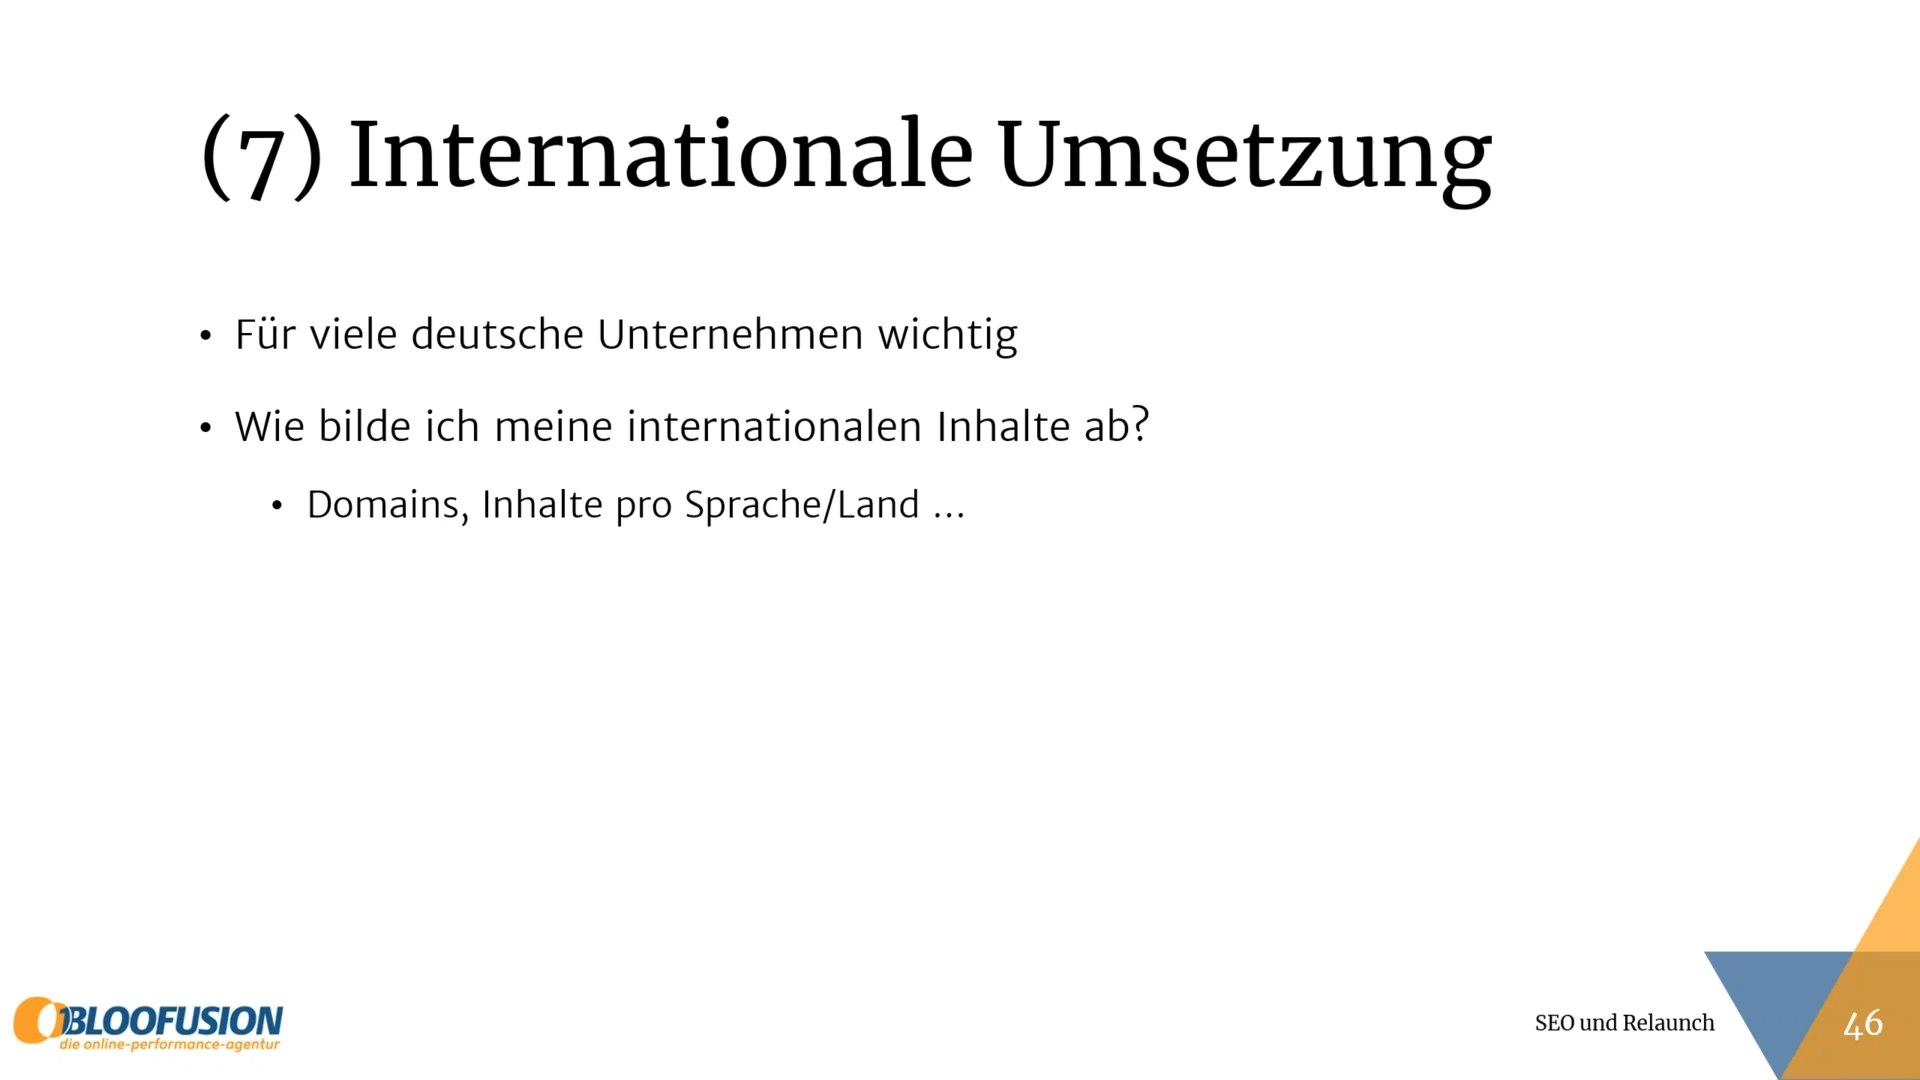 (7) Internationale Umsetzung
• Für viele deutsche Unternehmen wichtig
• Wie bilde ich meine internationalen Inhalte ab?
• Domains, Inhalte pro Sprache/Land ...
BLOOFUSION
die online-performance-agentur
SEO und Relaunch
46